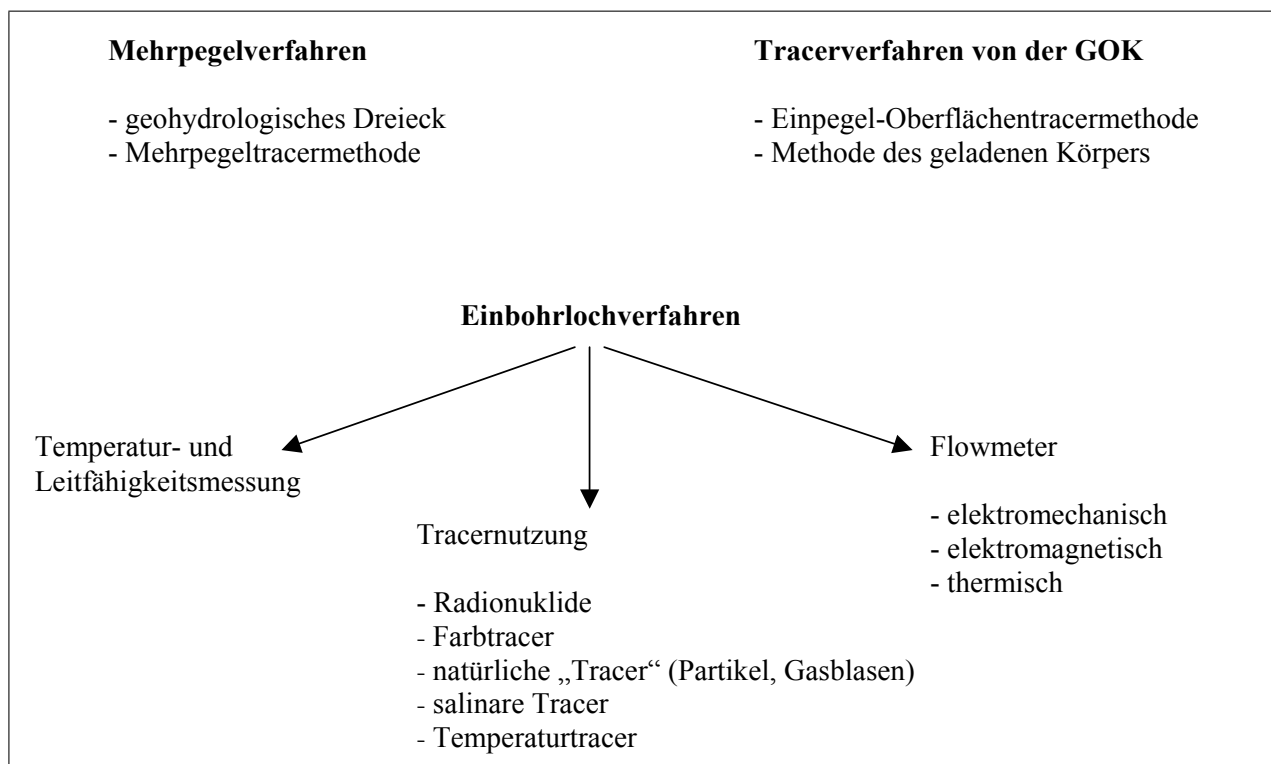 Mehrpegelverfahren
- geohydrologisches Dreieck
- Mehrpegeltracermethode
Tracerverfahren von der GOK
- Einpegel-Oberflächentracermethode
- Methode des geladenen Körpers
Einbohrlochverfahren
Temperatur- und
Leitfähigkeitsmessung
Tracernutzung
- Radionuklide
- Farbtracer
- natürliche „Tracer“ (Partikel, Gasblasen)
- salinare Tracer
- Temperaturtracer
Flowmeter
- elektromechanisch
- elektromagnetisch
- thermisch